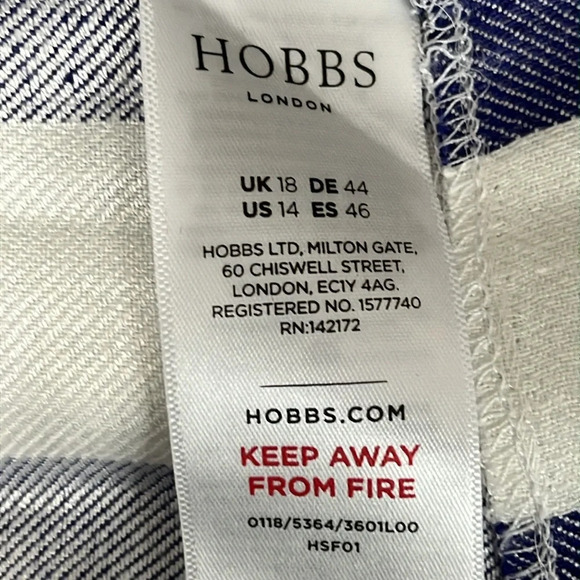 HOBBS
LONDON
UK 18 DE 44
US 14 ES 46
HOBBS LTD, MILTON GATE,
60 CHISWELL STREET,
LONDON, EC1Y 4AG.
REGISTERED NO. 1577740
RN:142172
HOBBS.COM
KEEP AWAY
FROM FIRE
0118/5364/3601L00
HSF01